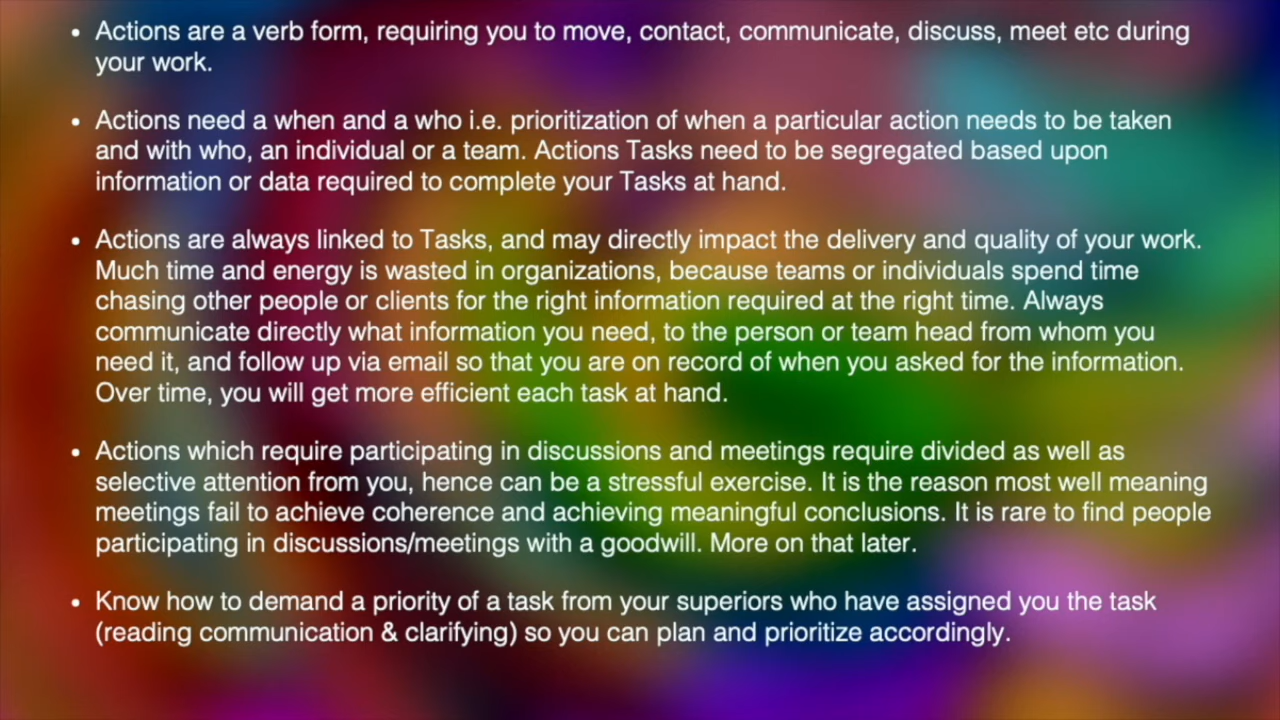 • Actions are a verb form, requiring you to move, contact, communicate, discuss, meet etc during
your work.
• Actions need a when and a who i.e. prioritization of when a particular action needs to be taken
and with who, an individual or a team. Actions Tasks need to be segregated based upon
information or data required to complete your Tasks at hand.
• Actions are always linked to Tasks, and may directly impact the delivery and quality of your work.
Much time and energy is wasted in organizations, because teams or individuals spend time
chasing other people or clients for the right information required at the right time. Always
communicate directly what information you need, to the person or team head from whom you
need it, and follow up via email so that you are on record of when you asked for the information.
Over time, you will get more efficient each task at hand.
• Actions which require participating in discussions and meetings require divided as well as
selective attention from you, hence can be a stressful exercise. It is the reason most well meaning
meetings fail to achieve coherence and achieving meaningful conclusions. It is rare to find people
participating in discussions/meetings with a goodwill. More on that later.
• Know how to demand a priority of a task from your superiors who have assigned you the task
(reading communication & clarifying) so you can plan and prioritize accordingly.